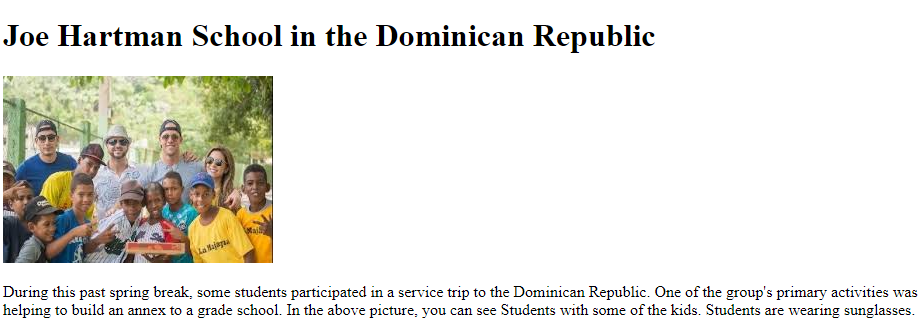 Joe Hartman School in the Dominican Republic
La Majagua
Maja
During this past spring break, some students participated in a service trip to the Dominican Republic. One of the group's primary activities was
helping to build an annex to a grade school. In the above picture, you can see Students with some of the kids. Students are wearing sunglasses.